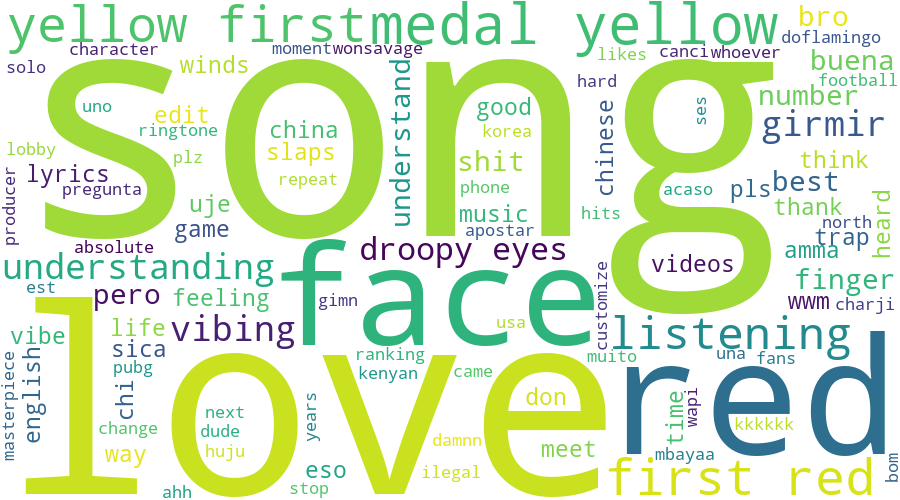 yellow first medal yellow bro
character moment wonsavage likes canci whoever doflamingo
solo winds song hard buena
uno edit understand good football
ringtone china chinese ses number
lobby plz slaps korea shit girmir
lyrics repeat phone think
producer pregunta uje music acaso pls best
game apostar hits thank north heard
absolute droopy eyes trap
understanding face videos amma
est pero feeling gimn customize finger
wwm charji
vibe life vibing usa listening
masterpiece english sica ranking muito una fans
pubg chi kenyan came love red
change next years don time wapi
way dude damnn kkkkkk
huju meet mbayaa
eso ilegal first red bom
ahh stop